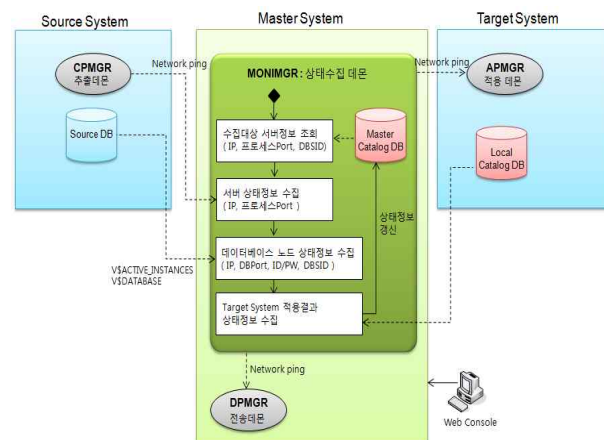 Source System
Master System
Target System
CPMGR
추출데몬
Network ping
Source DB
MONIMGR : 상태수집 데몬
수집대상 서버정보 조회
( IP, 프로세스Port, DBSID)
Master
Catalog DB
서버 상태정보 수집
( IP, 프로세스Port )
상태정보
갱신
데이터베이스 노드 상태정보 수집
( IP, DBPort, ID/PW, DBSID )
V$ACTIVE_INSTANCES
V$DATABASE
Target System 적용결과
상태정보 수집
Network ping
APMGR
적용 데몬
Local
Catalog DB
Network ping
DPMGR
전송데몬
Web Console